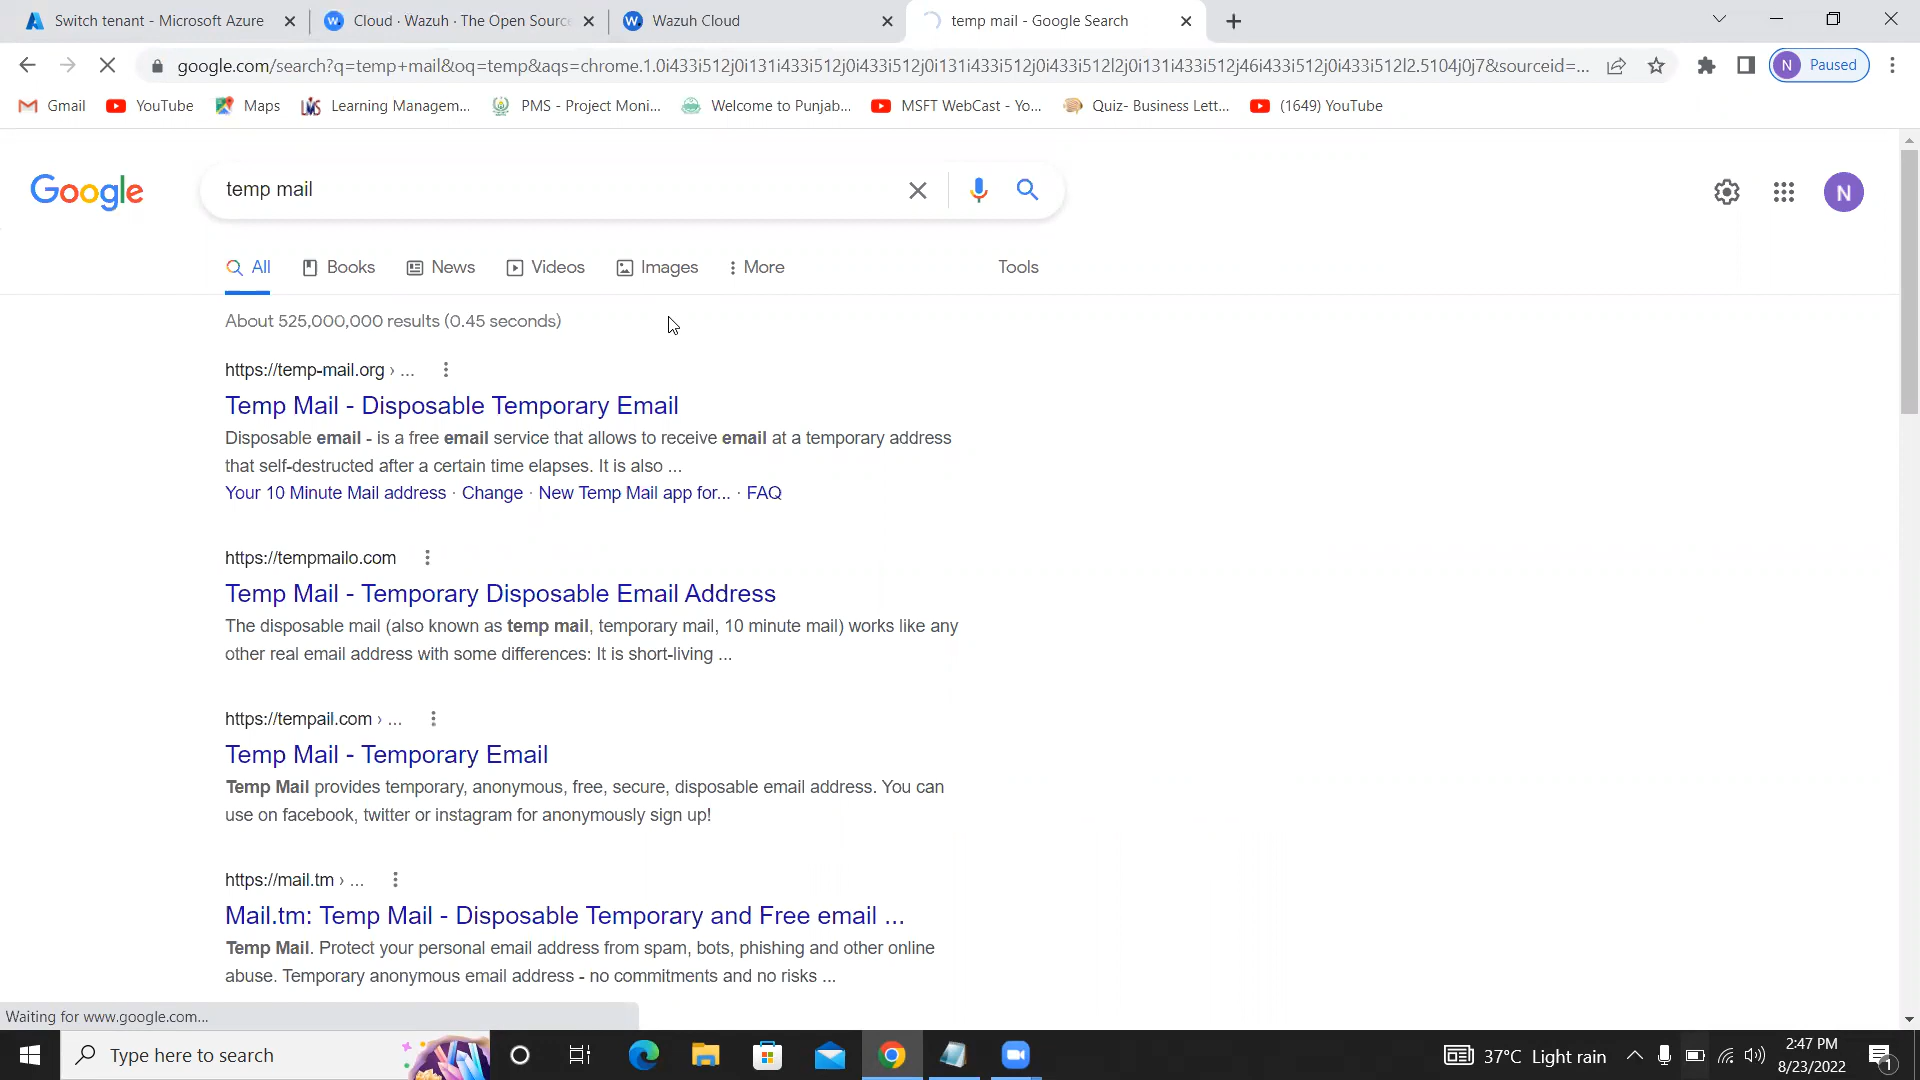 Switch tenant - Microsoft Azure
Cloud · Wazuh · The Open Sourc
Wazuh Cloud
temp mail - Google Search
google.com/search?q=temp+mail&oq=temp&aqs=chrome.1.0i433i512j0i131i433i512j0i433i512j0i131i433i512j0i433i512l2j0i131i433i512j46i433i512j0i433i512l2.5104j0j7&sourceid=...
N Paused
Gmail
YouTube
Maps
Learning Managem...
PMS - Project Moni...
Welcome to Punjab...
MSFT WebCast - Yo...
Quiz- Business Lett...
(1649) YouTube
Google
temp mail
N
All
Books
News
Videos
Images
More
Tools
About 525,000,000 results (0.45 seconds)
https://temp-mail.org › ...
Temp Mail - Disposable Temporary Email
Disposable email - is a free email service that allows to receive email at a temporary address
that self-destructed after a certain time elapses. It is also ...
Your 10 Minute Mail address · Change · New Temp Mail app for... · FAQ
https://tempmailo.com
Temp Mail - Temporary Disposable Email Address
The disposable mail (also known as temp mail, temporary mail, 10 minute mail) works like any
other real email address with some differences: It is short-living ...
https://tempail.com › ...
Temp Mail - Temporary Email
Temp Mail provides temporary, anonymous, free, secure, disposable email address. You can
use on facebook, twitter or instagram for anonymously sign up!
https://mail.tm › ...
Mail.tm: Temp Mail - Disposable Temporary and Free email ...
Temp Mail. Protect your personal email address from spam, bots, phishing and other online
abuse. Temporary anonymous email address - no commitments and no risks ...
Waiting for www.google.com...
Type here to search
37°C Light rain
2:47 PM
8/23/2022
1